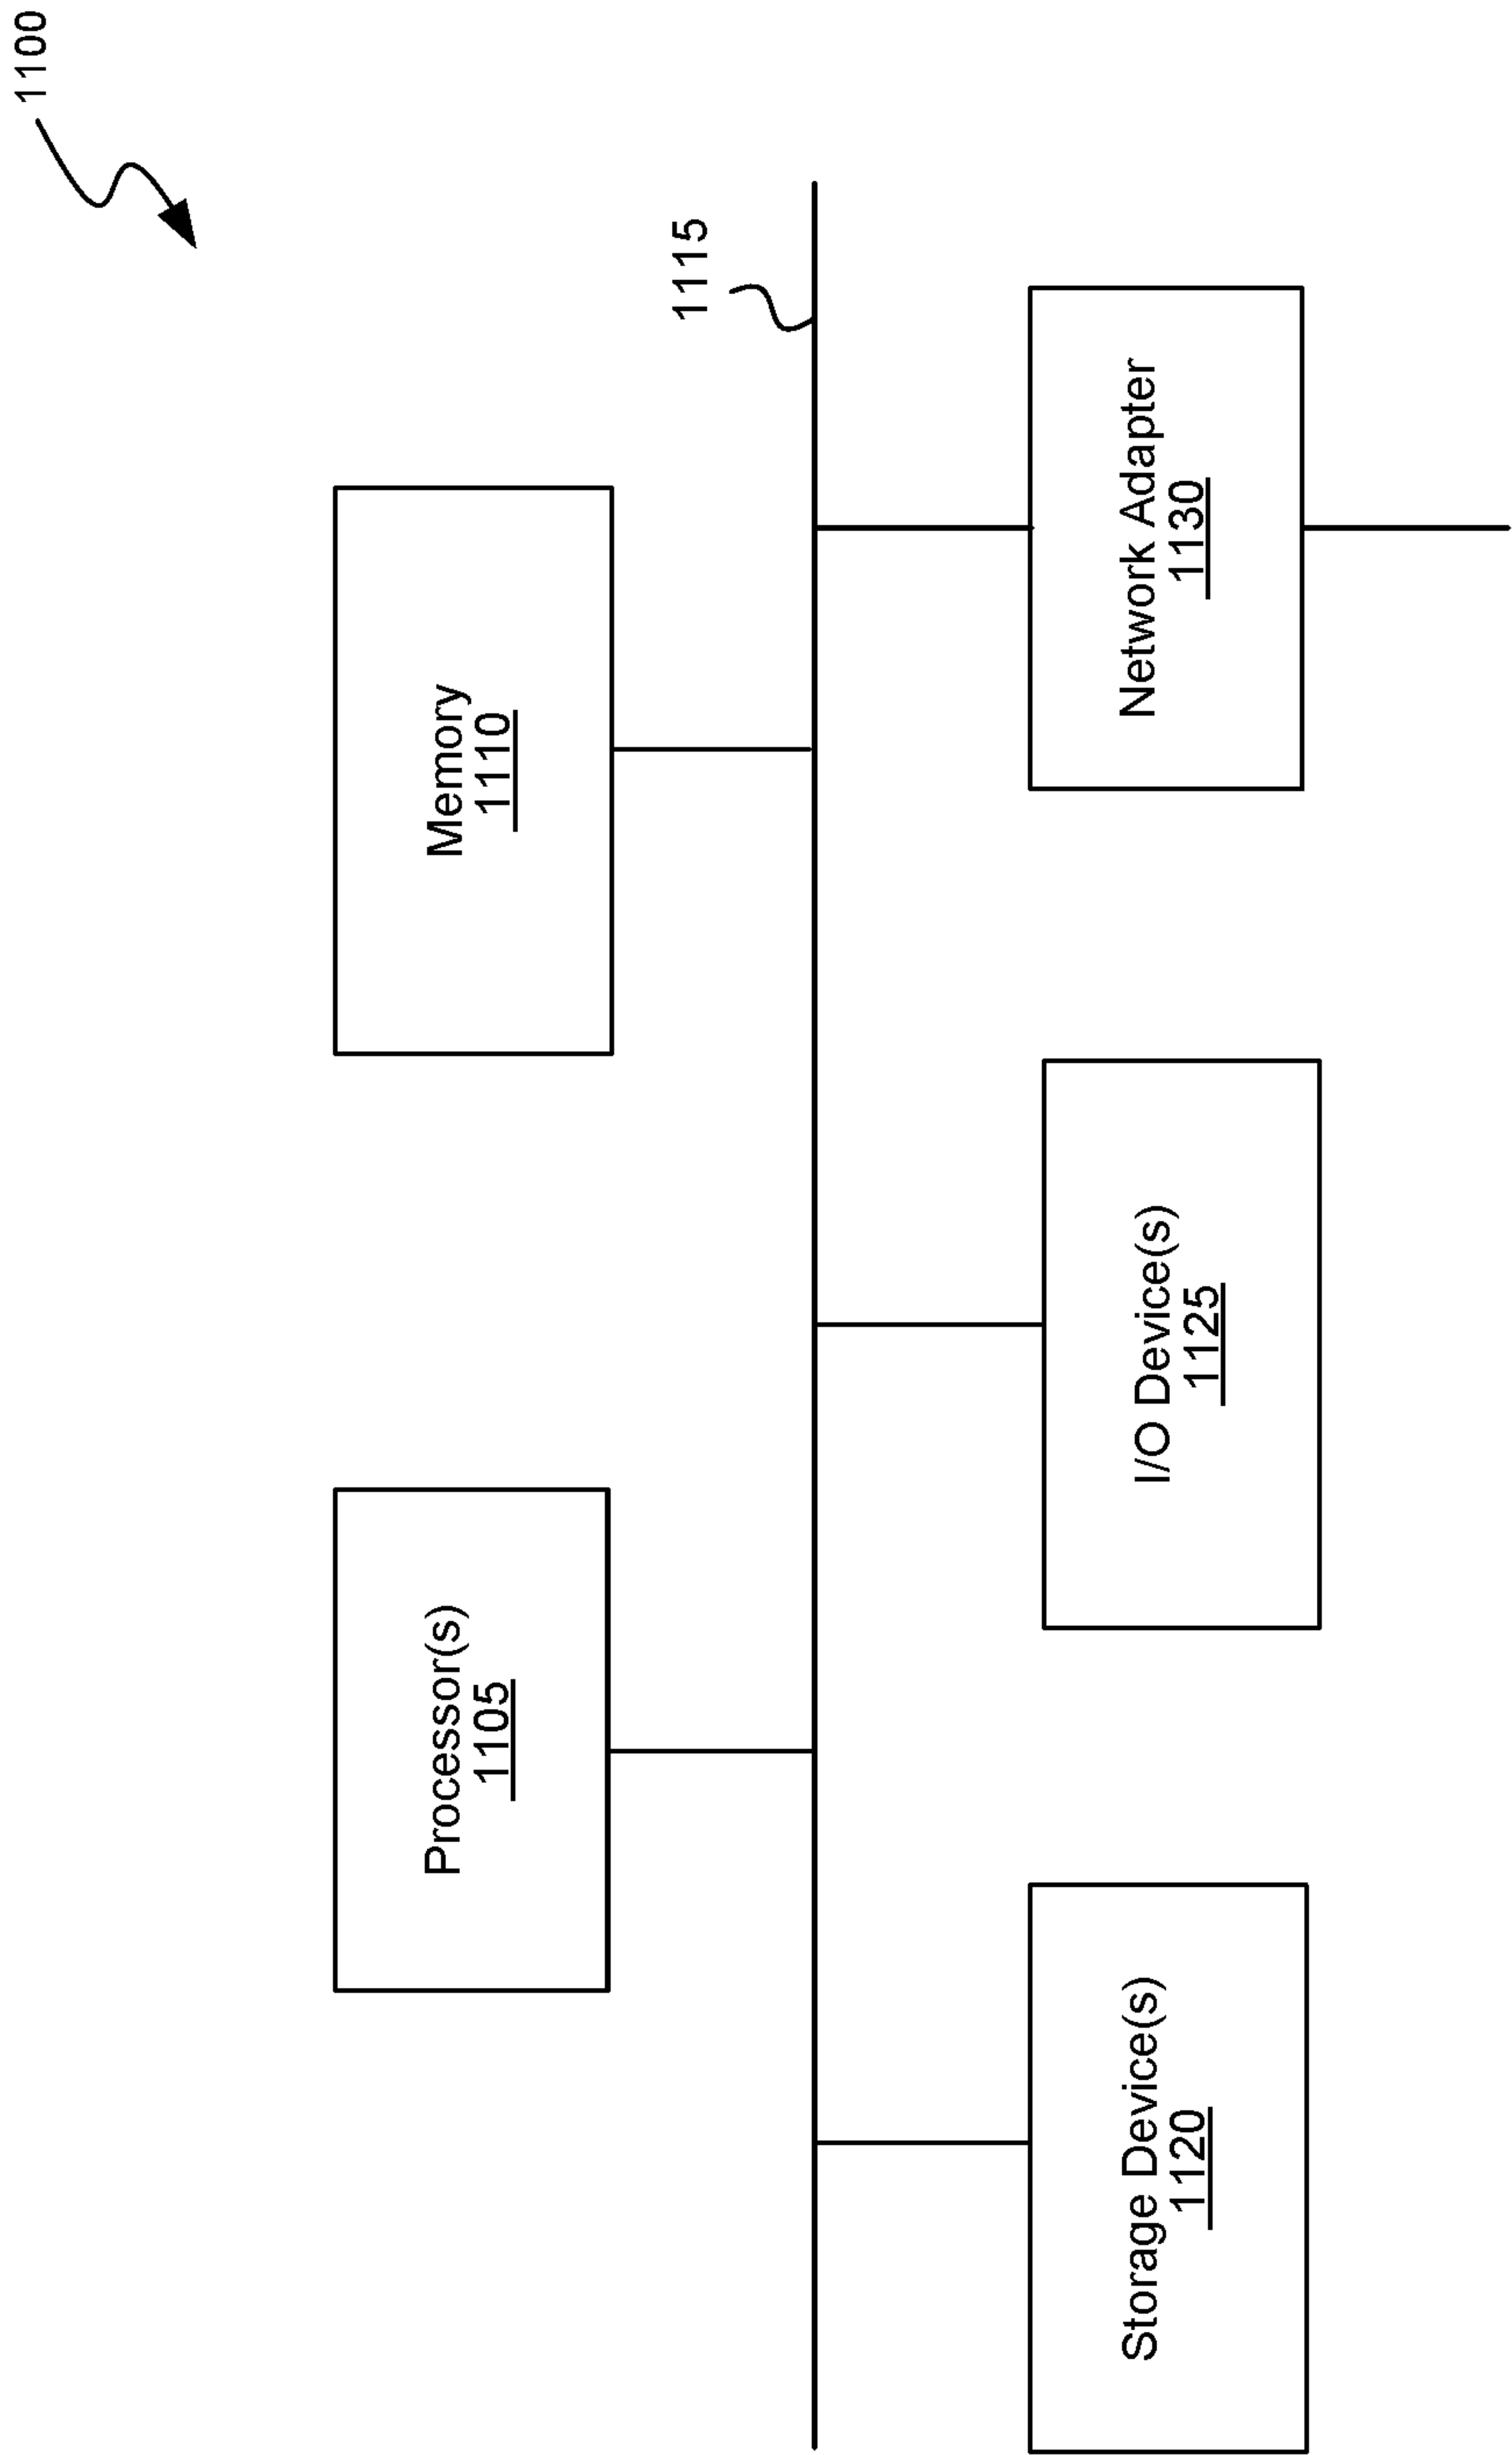 1100
Processor(s)
1105
Memory
1110
1115
Storage Device(s)
1120
I/O Device(s)
1125
Network Adapter
1130